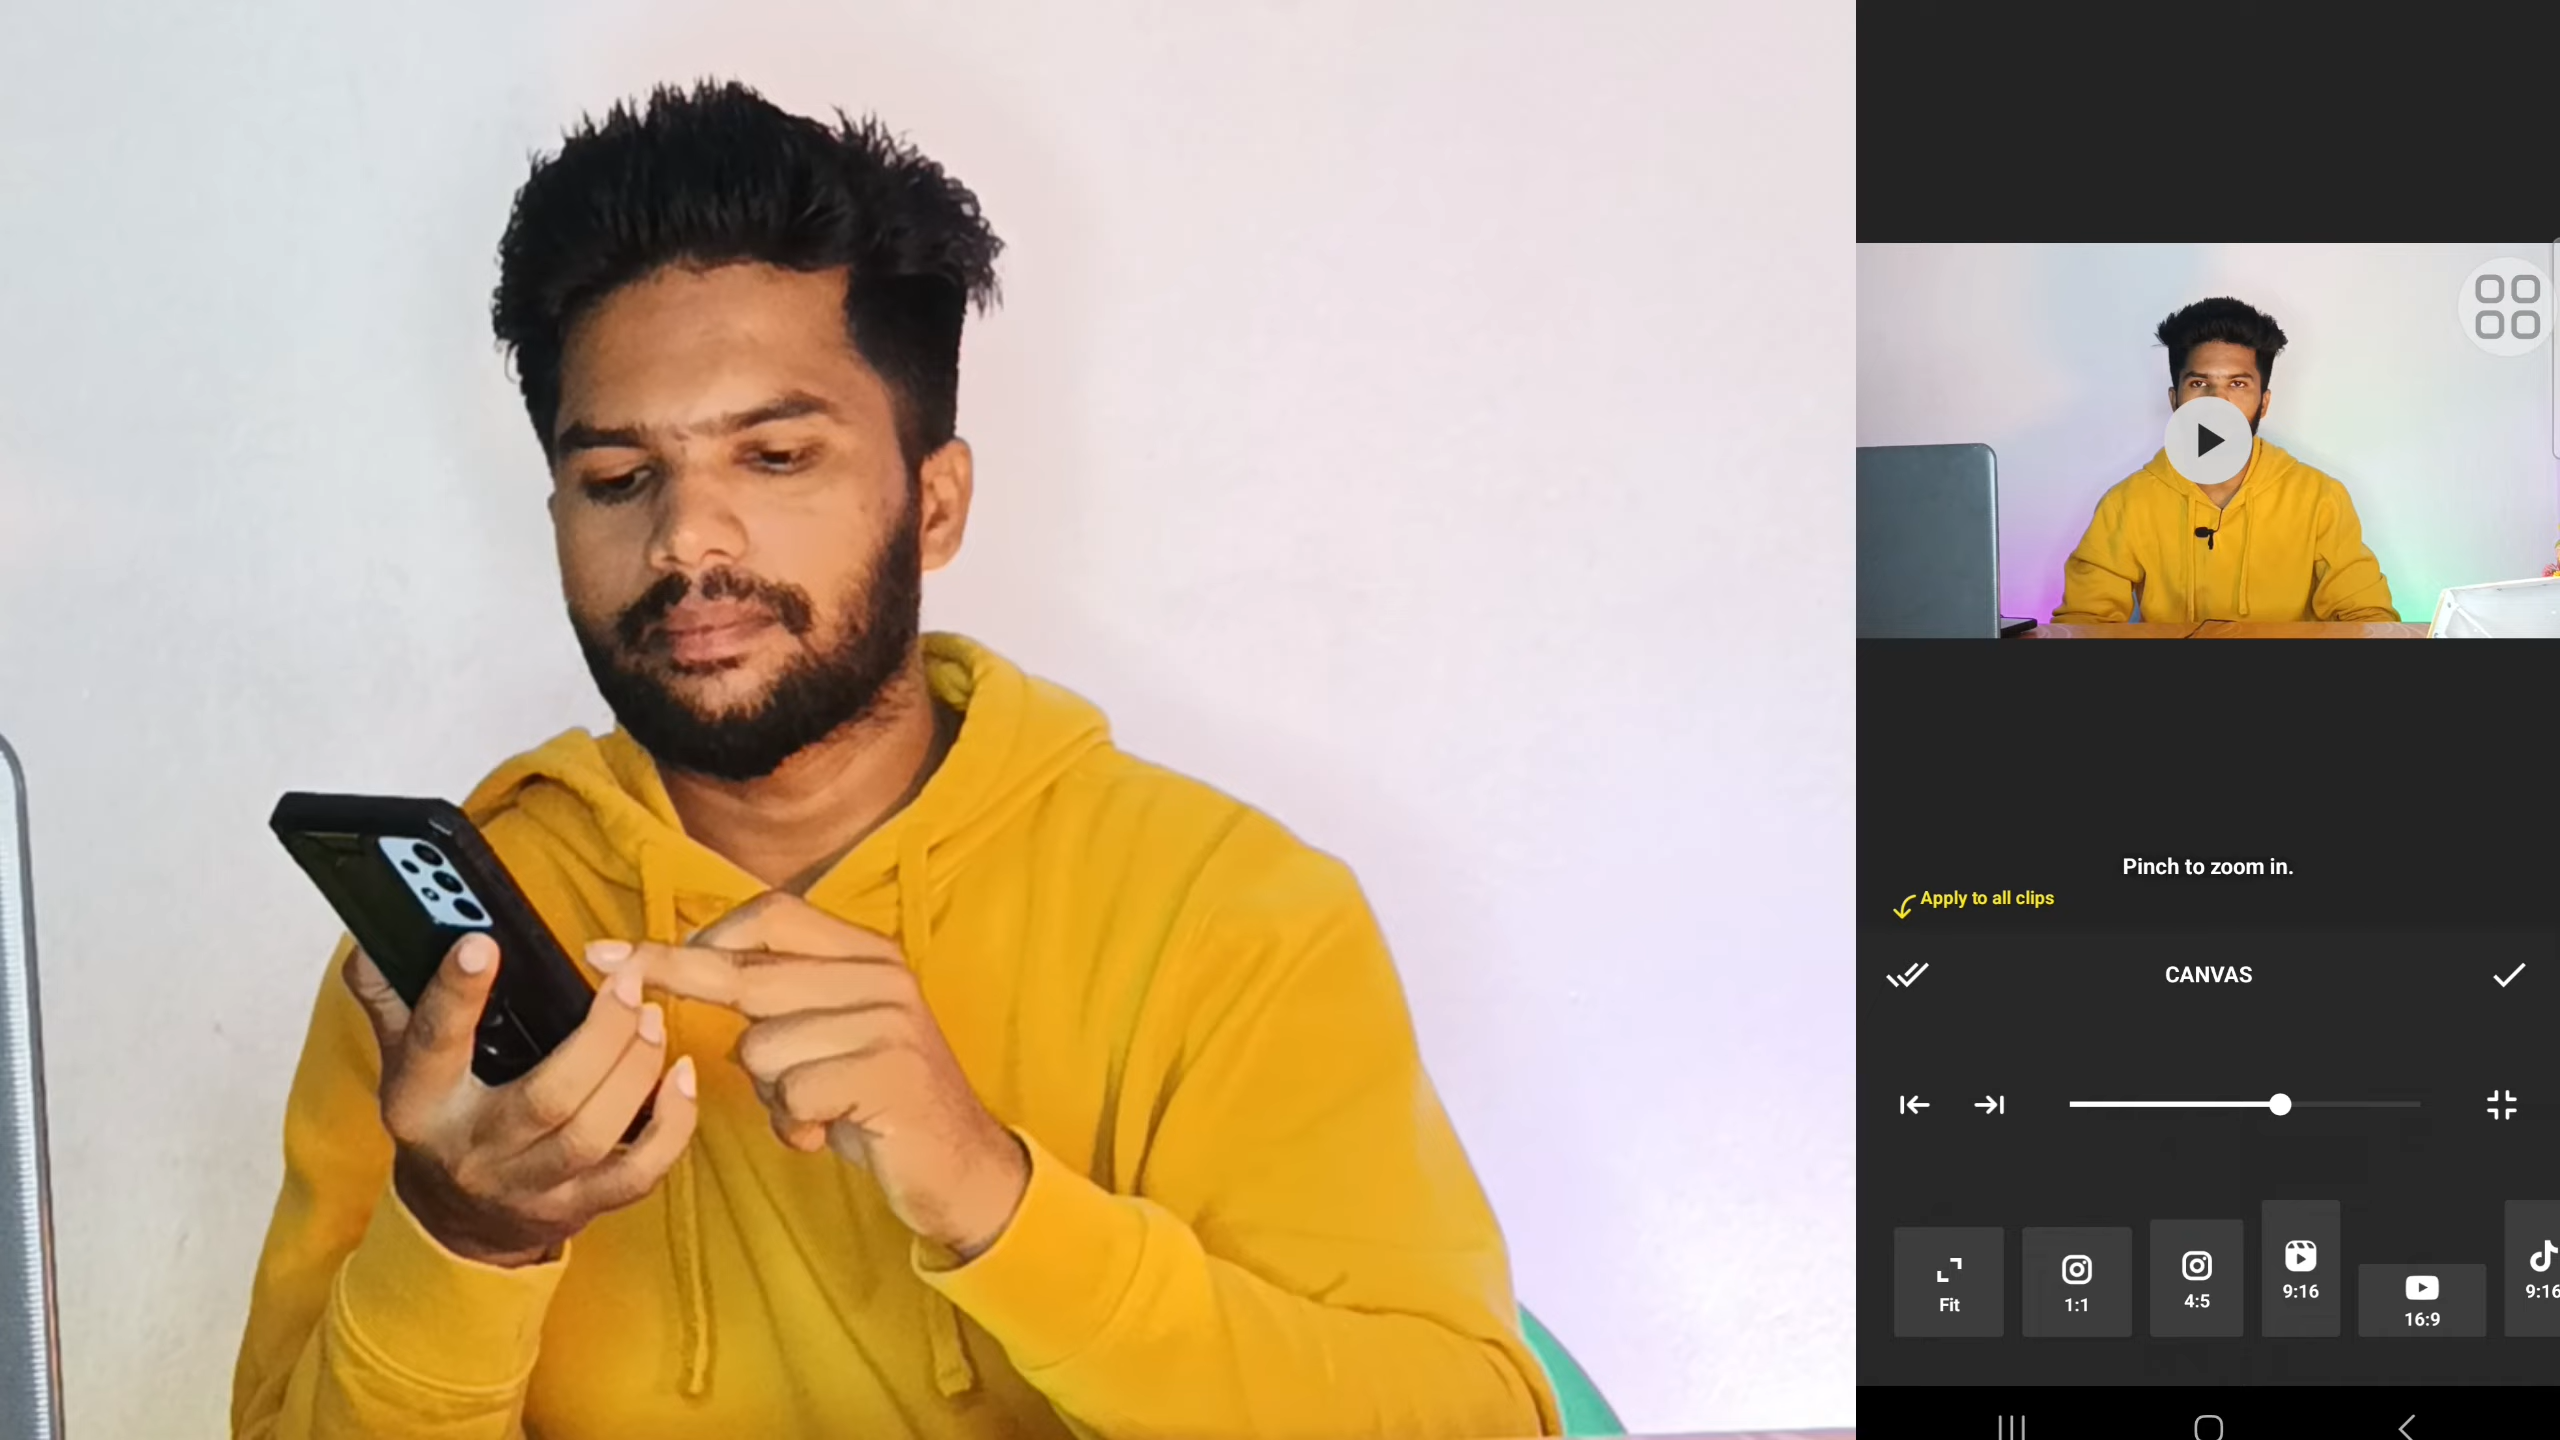 Pinch to zoom in.
Apply to all clips
CANVAS
Fit
1:1
4:5
9:16
16:9
9:16